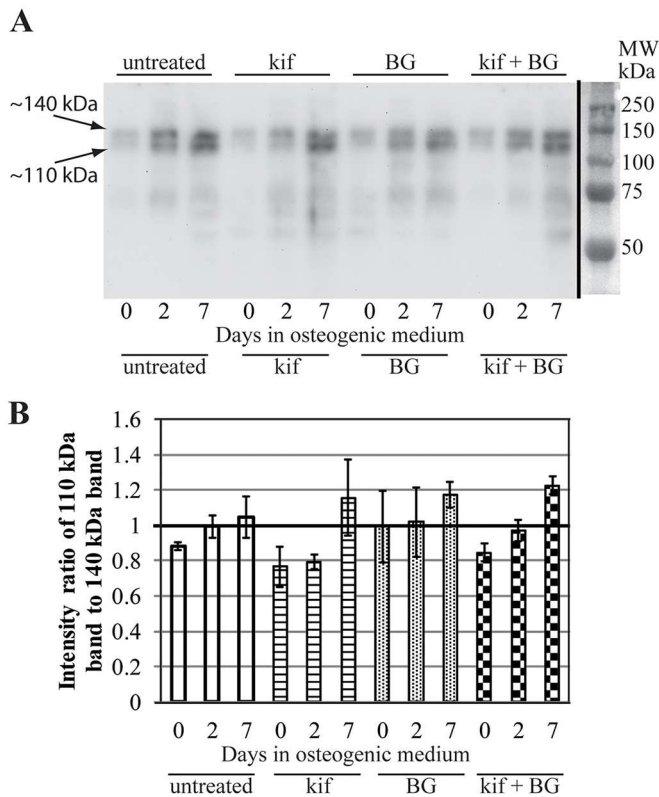 A
untreated kif BG kif + BG MW
kDa
~140 kDa
~110 kDa
250
150
100
75
50
0 2 7 0 2 7 0 2 7 0 2 7
Days in osteogenic medium
untreated kif BG kif + BG
B
Intensity ratio of 110 kDa
band to 140 kDa band
1.6
1.4
1.2
1
0.8
0.6
0.4
0.2
0
0 2 7 0 2 7 0 2 7 0 2 7
Days in osteogenic medium
untreated kif BG kif + BG